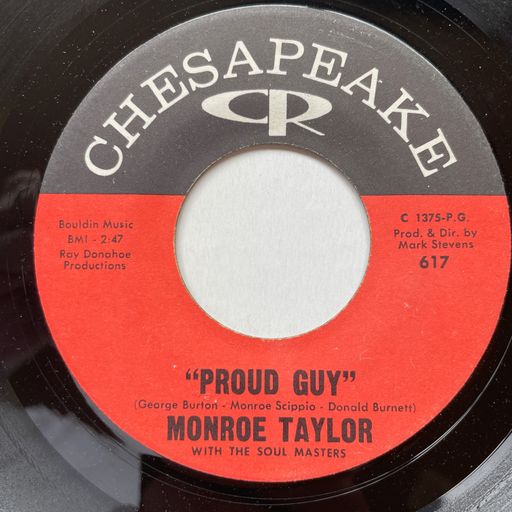 CHESAPEAKE
CR
Bouldin Music
BMI - 2:47
Ray Donahoe
Productions
C 1375-P.G.
Prod. & Dir. by
Mark Stevens
617
"PROUD GUY"
(George Burton - Monroe Scippio - Donald Burnett)
MONROE TAYLOR
WITH THE SOUL MASTERS